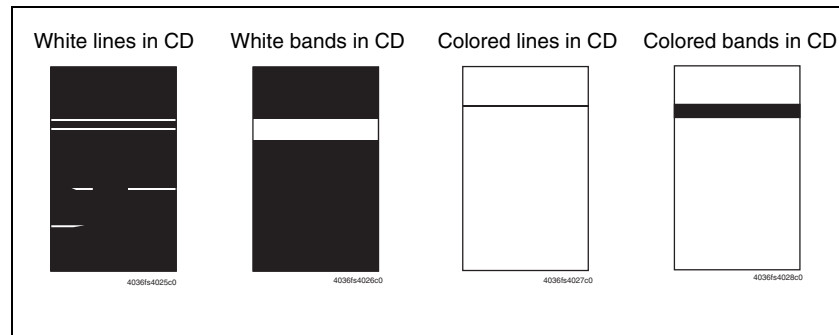 White lines in CD White bands in CD Colored lines in CD Colored bands in CD
4036fs4025c0 4036fs4026c0 4036fs4027c0 4036fs4028c0